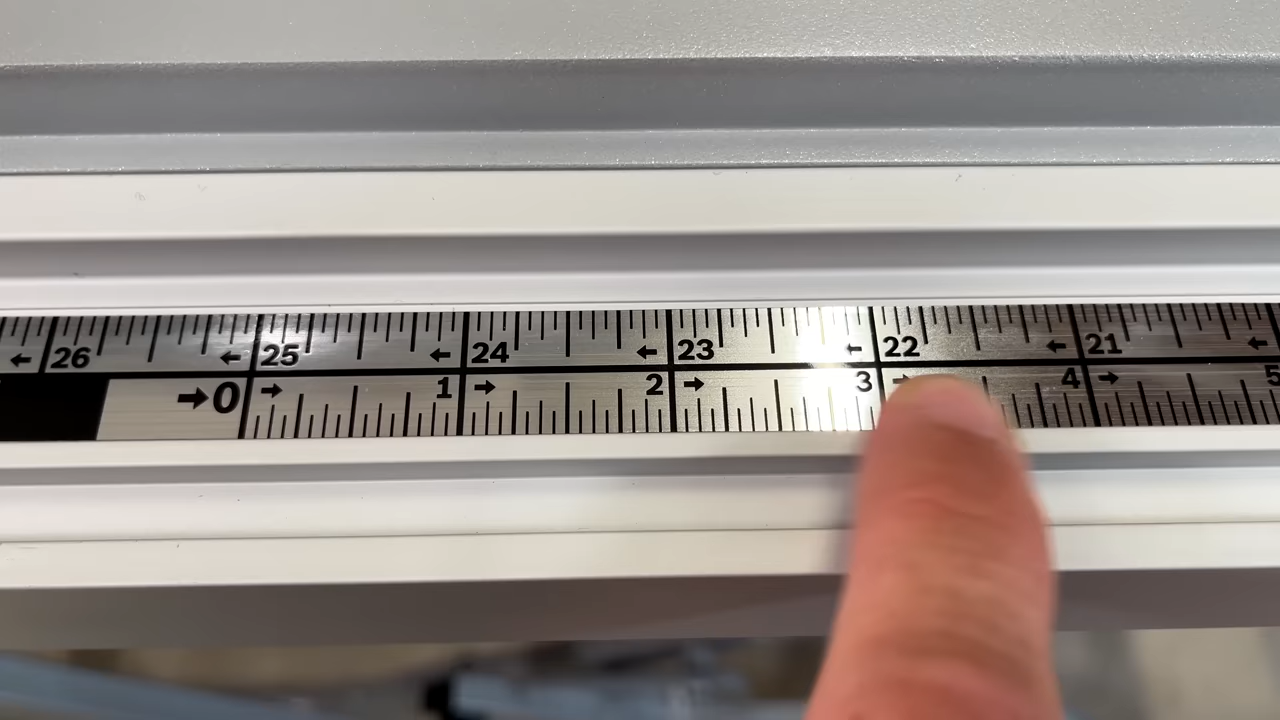 ← 26 ← 25 ← 24 ← 23 ← 22 ← 21 ←
→0 → 1 → 2 → 3 → 4 → 5